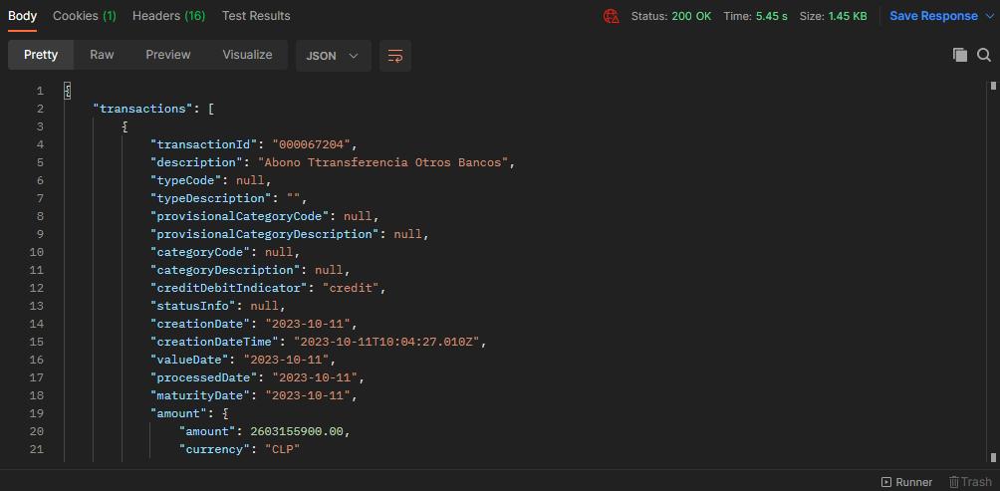 Body Cookies (1) Headers (16) Test Results Status: 200 OK Time: 5.45 s Size: 1.45 KB Save Response
Pretty Raw Preview Visualize JSON
1 {
2 "transactions": [
3 {
4 "transactionId": "000067204",
5 "description": "Abono Ttransferencia Otros Bancos",
6 "typeCode": null,
7 "typeDescription": "",
8 "provisionalCategoryCode": null,
9 "provisionalCategoryDescription": null,
10 "categoryCode": null,
11 "categoryDescription": null,
12 "creditDebitIndicator": "credit",
13 "statusInfo": null,
14 "creationDate": "2023-10-11",
15 "creationDateTime": "2023-10-11T10:04:27.010Z",
16 "valueDate": "2023-10-11",
17 "processedDate": "2023-10-11",
18 "maturityDate": "2023-10-11",
19 "amount": {
20 "amount": 2603155900.00,
21 "currency": "CLP"
Runner Trash